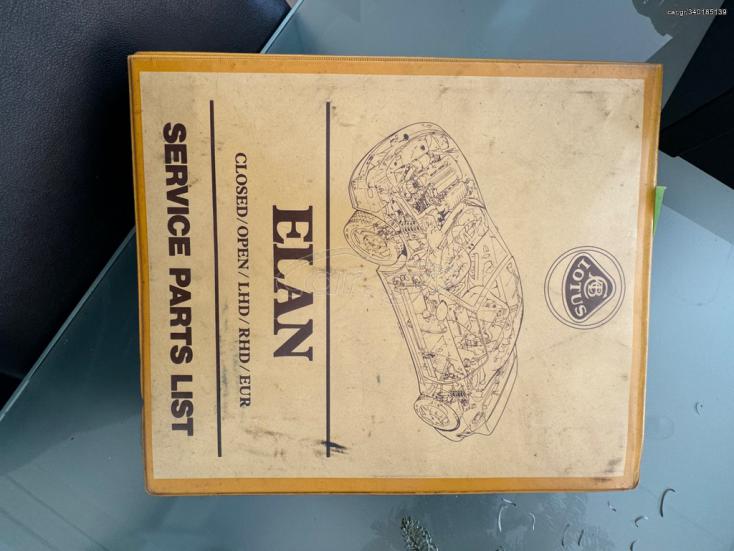 LOTUS
ELAN
CLOSED/OPEN/LHD/RHD/EUR
SERVICE PARTS LIST
car.gr/340185139